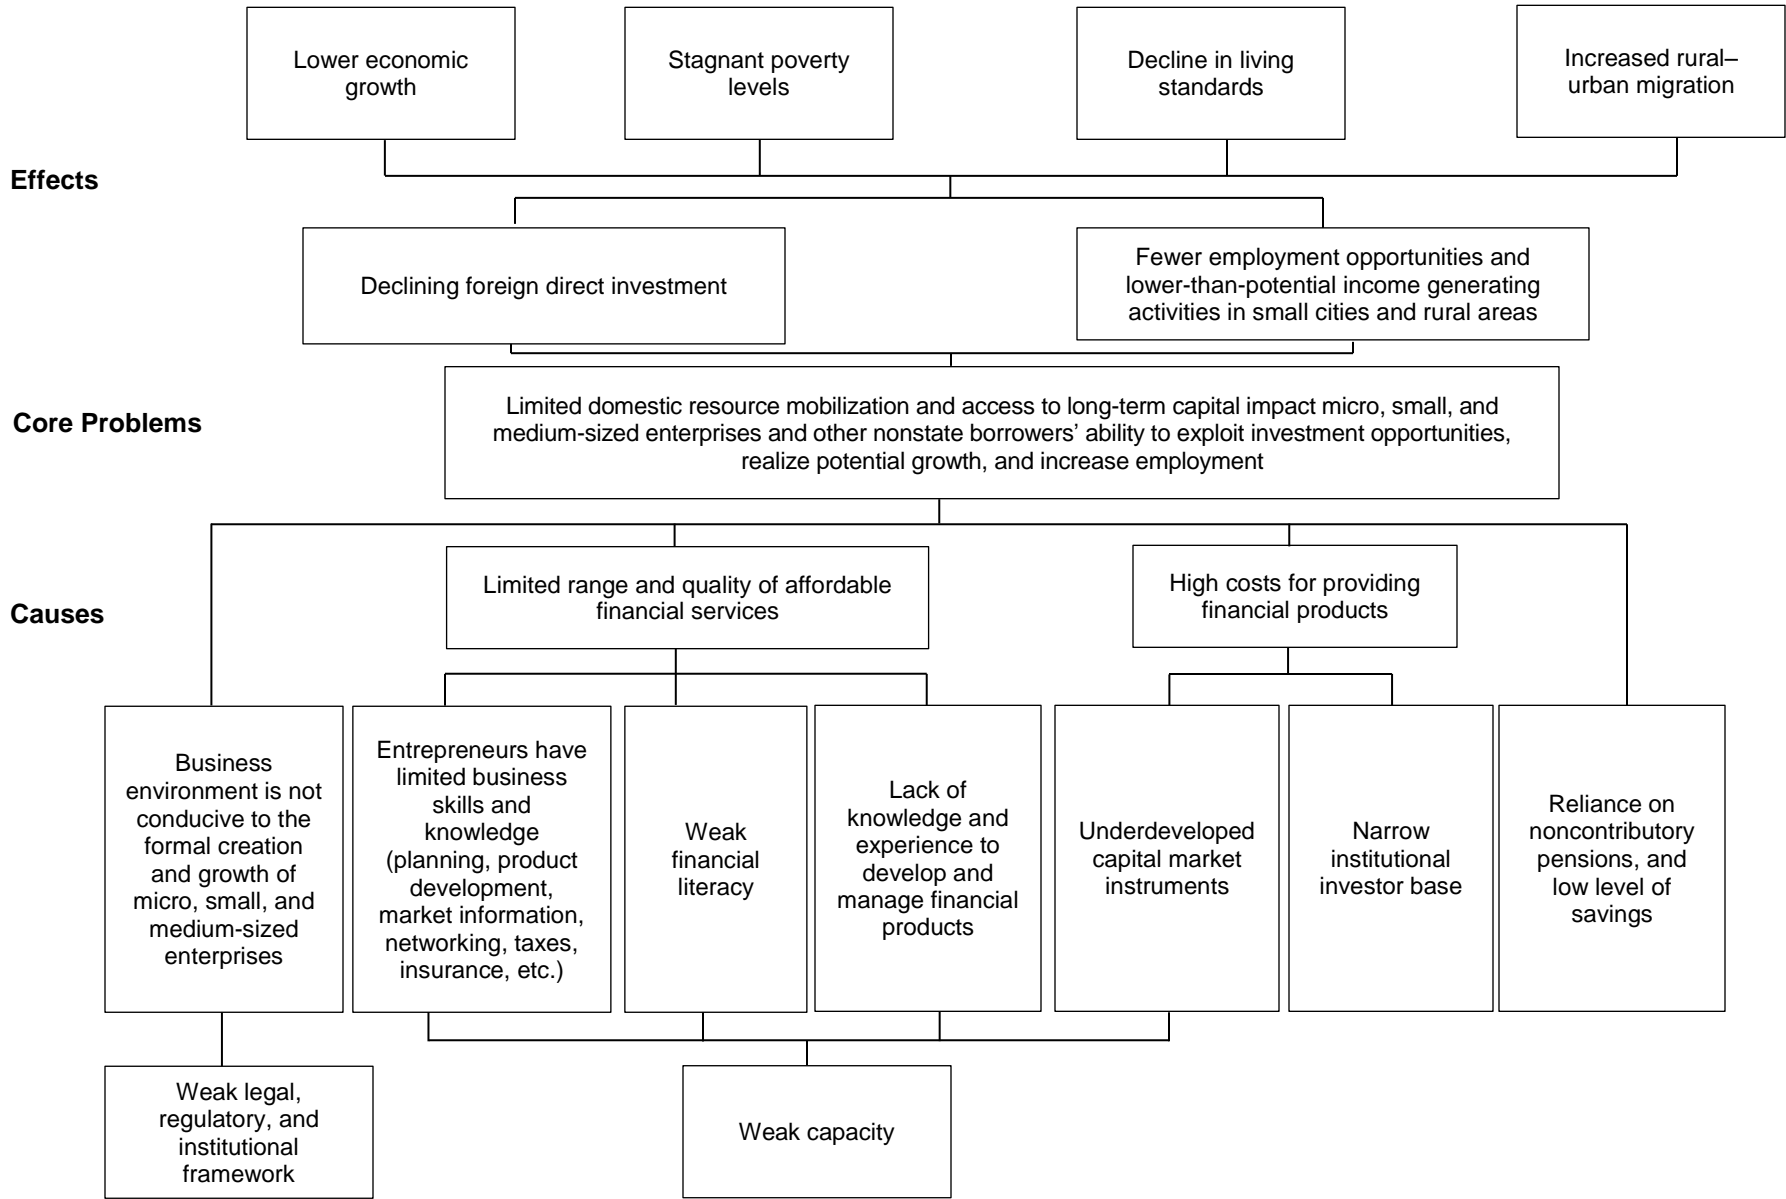 Lower economic
growth
Stagnant poverty
levels
Decline in living
standards
Increased rural–
urban migration
Effects
Declining foreign direct investment
Fewer employment opportunities and
lower-than-potential income generating
activities in small cities and rural areas
Core Problems
Limited domestic resource mobilization and access to long-term capital impact micro, small, and
medium-sized enterprises and other nonstate borrowers’ ability to exploit investment opportunities,
realize potential growth, and increase employment
Causes
Limited range and quality of affordable
financial services
High costs for providing
financial products
Business
environment is not
conducive to the
formal creation
and growth of
micro, small, and
medium-sized
enterprises
Entrepreneurs have
limited business
skills and
knowledge
(planning, product
development,
market information,
networking, taxes,
insurance, etc.)
Weak
financial
literacy
Lack of
knowledge and
experience to
develop and
manage financial
products
Underdeveloped
capital market
instruments
Narrow
institutional
investor base
Reliance on
noncontributory
pensions, and
low level of
savings
Weak legal,
regulatory, and
institutional
framework
Weak capacity